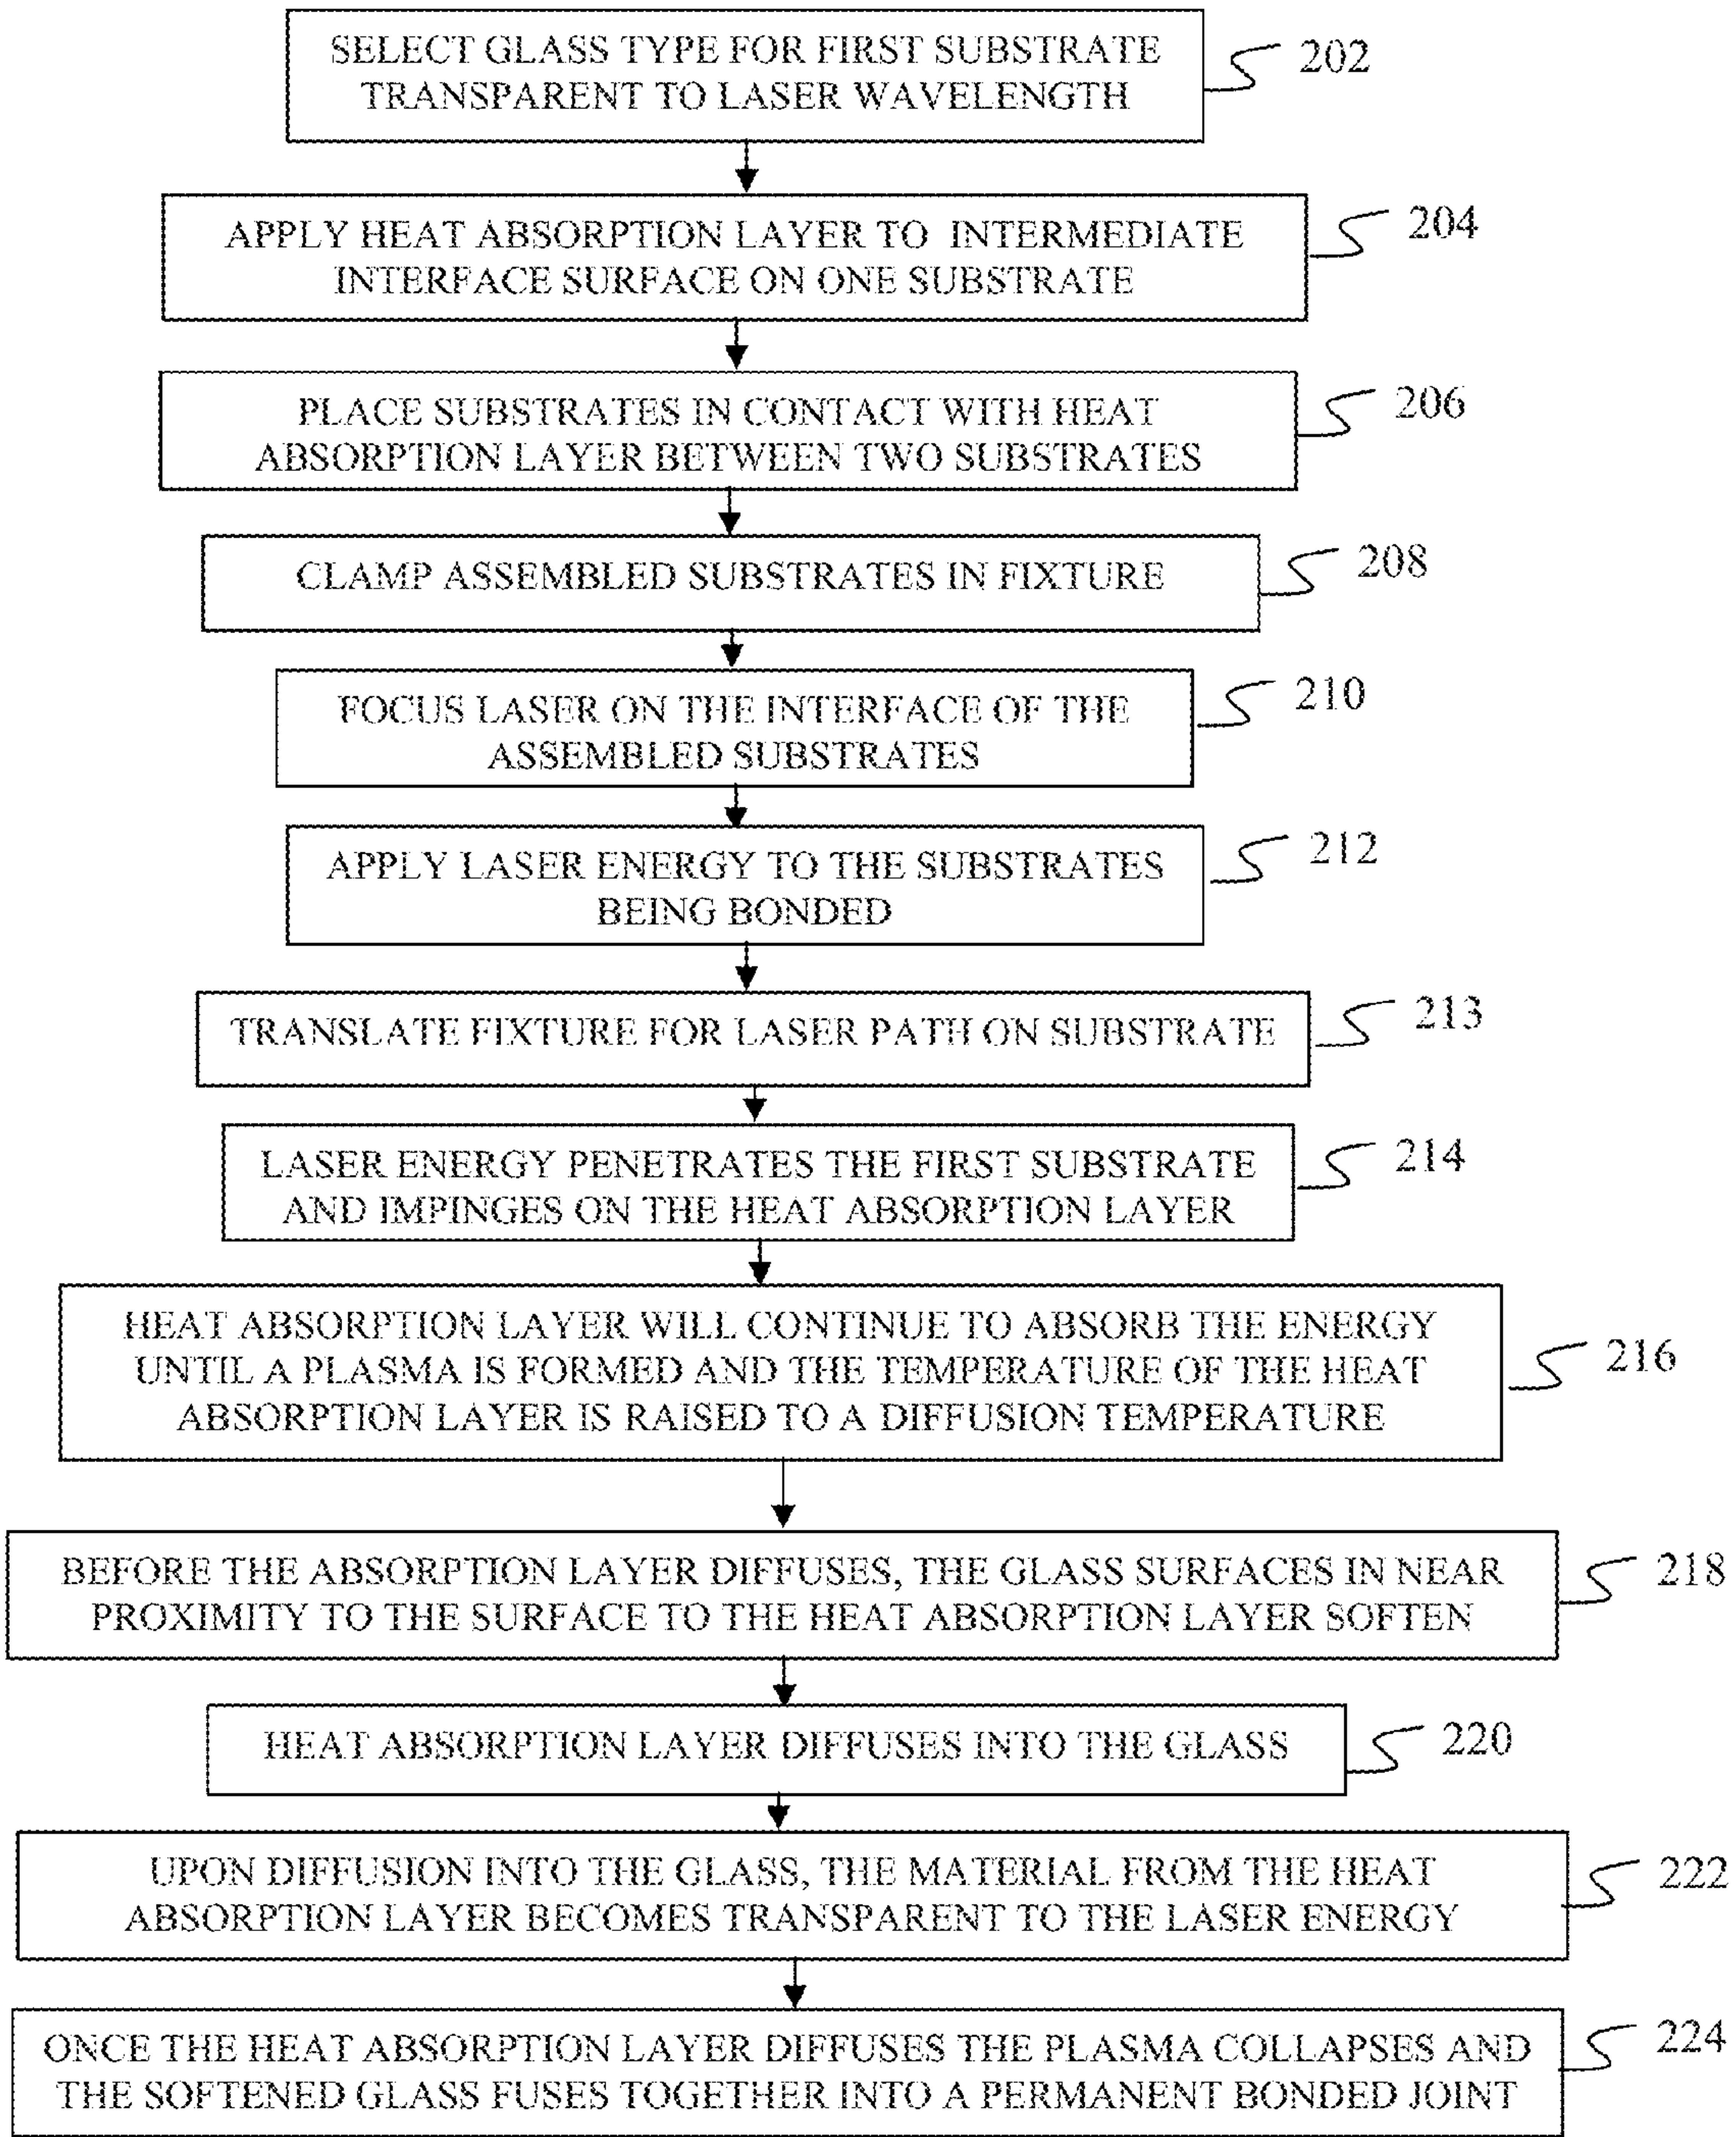 SELECT GLASS TYPE FOR FIRST SUBSTRATE
TRANSPARENT TO LASER WAVELENGTH
202
APPLY HEAT ABSORPTION LAYER TO INTERMEDIATE
INTERFACE SURFACE ON ONE SUBSTRATE
204
PLACE SUBSTRATES IN CONTACT WITH HEAT
ABSORPTION LAYER BETWEEN TWO SUBSTRATES
206
CLAMP ASSEMBLED SUBSTRATES IN FIXTURE
208
FOCUS LASER ON THE INTERFACE OF THE
ASSEMBLED SUBSTRATES
210
APPLY LASER ENERGY TO THE SUBSTRATES
BEING BONDED
212
TRANSLATE FIXTURE FOR LASER PATH ON SUBSTRATE
213
LASER ENERGY PENETRATES THE FIRST SUBSTRATE
AND IMPINGES ON THE HEAT ABSORPTION LAYER
214
HEAT ABSORPTION LAYER WILL CONTINUE TO ABSORB THE ENERGY
UNTIL A PLASMA IS FORMED AND THE TEMPERATURE OF THE HEAT
ABSORPTION LAYER IS RAISED TO A DIFFUSION TEMPERATURE
216
BEFORE THE ABSORPTION LAYER DIFFUSES, THE GLASS SURFACES IN NEAR
PROXIMITY TO THE SURFACE TO THE HEAT ABSORPTION LAYER SOFTEN
218
HEAT ABSORPTION LAYER DIFFUSES INTO THE GLASS
220
UPON DIFFUSION INTO THE GLASS, THE MATERIAL FROM THE HEAT
ABSORPTION LAYER BECOMES TRANSPARENT TO THE LASER ENERGY
222
ONCE THE HEAT ABSORPTION LAYER DIFFUSES THE PLASMA COLLAPSES AND
THE SOFTENED GLASS FUSES TOGETHER INTO A PERMANENT BONDED JOINT
224